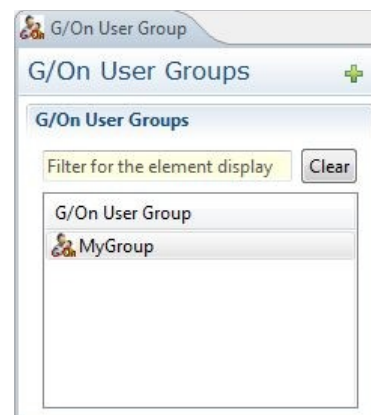 G/On User Group
G/On User Groups
G/On User Groups
Filter for the element display Clear
G/On User Group
MyGroup